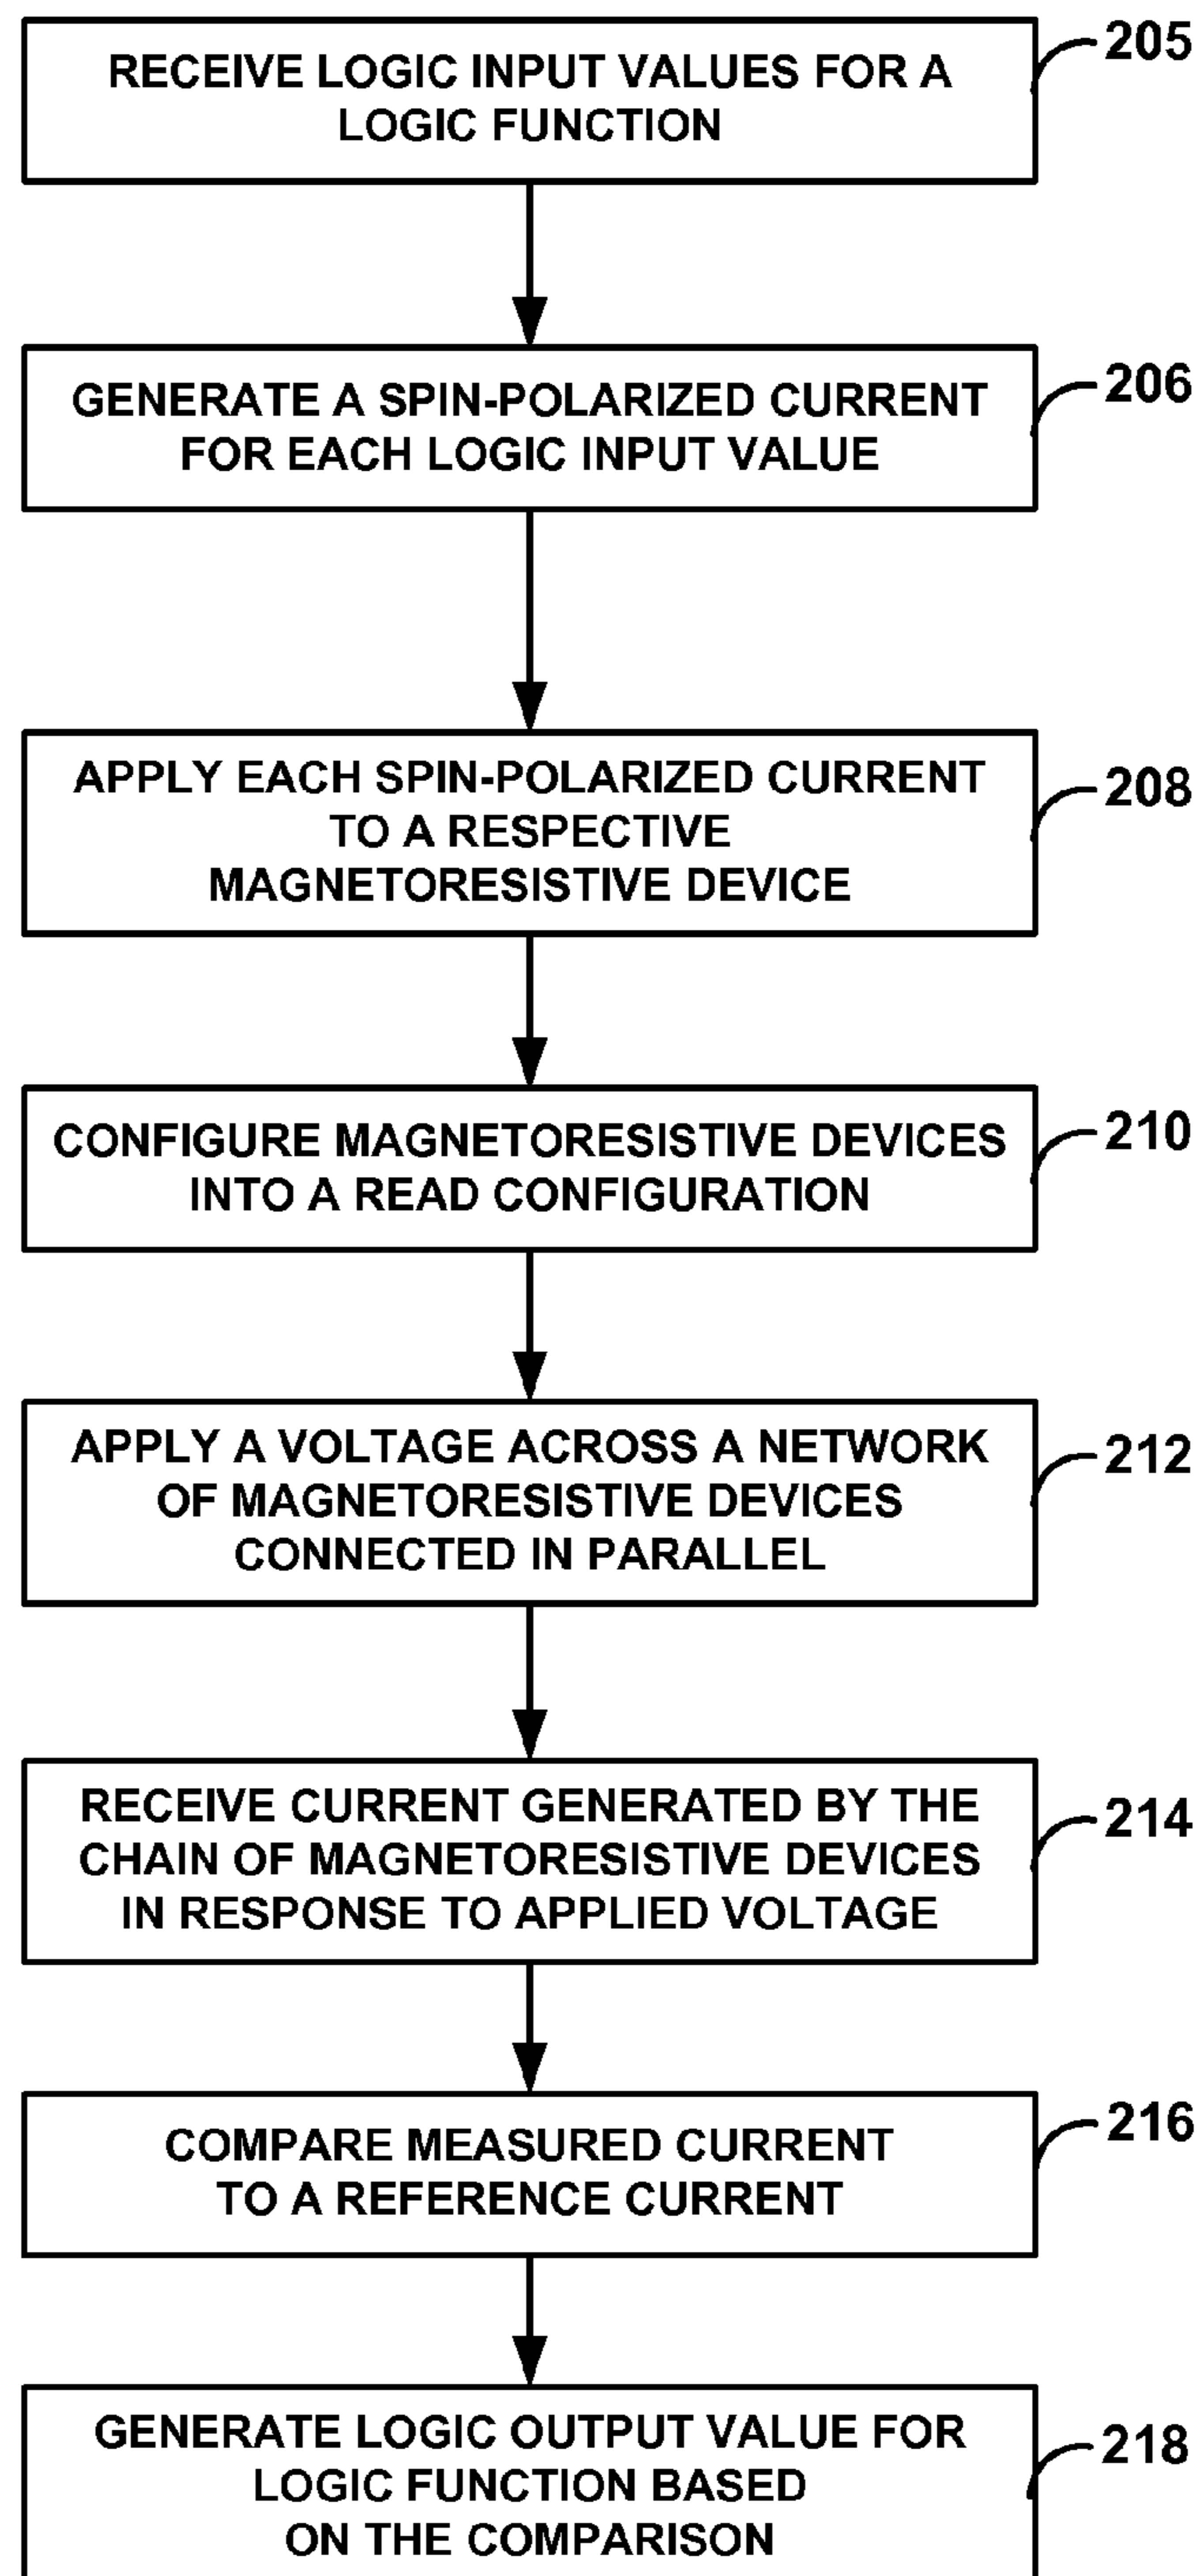 RECEIVE LOGIC INPUT VALUES FOR A
LOGIC FUNCTION
205
GENERATE A SPIN-POLARIZED CURRENT
FOR EACH LOGIC INPUT VALUE
206
APPLY EACH SPIN-POLARIZED CURRENT
TO A RESPECTIVE
MAGNETORESISTIVE DEVICE
208
CONFIGURE MAGNETORESISTIVE DEVICES
INTO A READ CONFIGURATION
210
APPLY A VOLTAGE ACROSS A NETWORK
OF MAGNETORESISTIVE DEVICES
CONNECTED IN PARALLEL
212
RECEIVE CURRENT GENERATED BY THE
CHAIN OF MAGNETORESISTIVE DEVICES
IN RESPONSE TO APPLIED VOLTAGE
214
COMPARE MEASURED CURRENT
TO A REFERENCE CURRENT
216
GENERATE LOGIC OUTPUT VALUE FOR
LOGIC FUNCTION BASED
ON THE COMPARISON
218